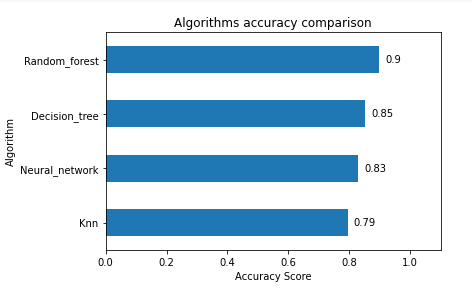 Algorithms accuracy comparison
Random_forest
0.9
Decision_tree
0.85
Algorithm
Neural_network
0.83
Knn
0.79
0.0 0.2 0.4 0.6 0.8 1.0
Accuracy Score